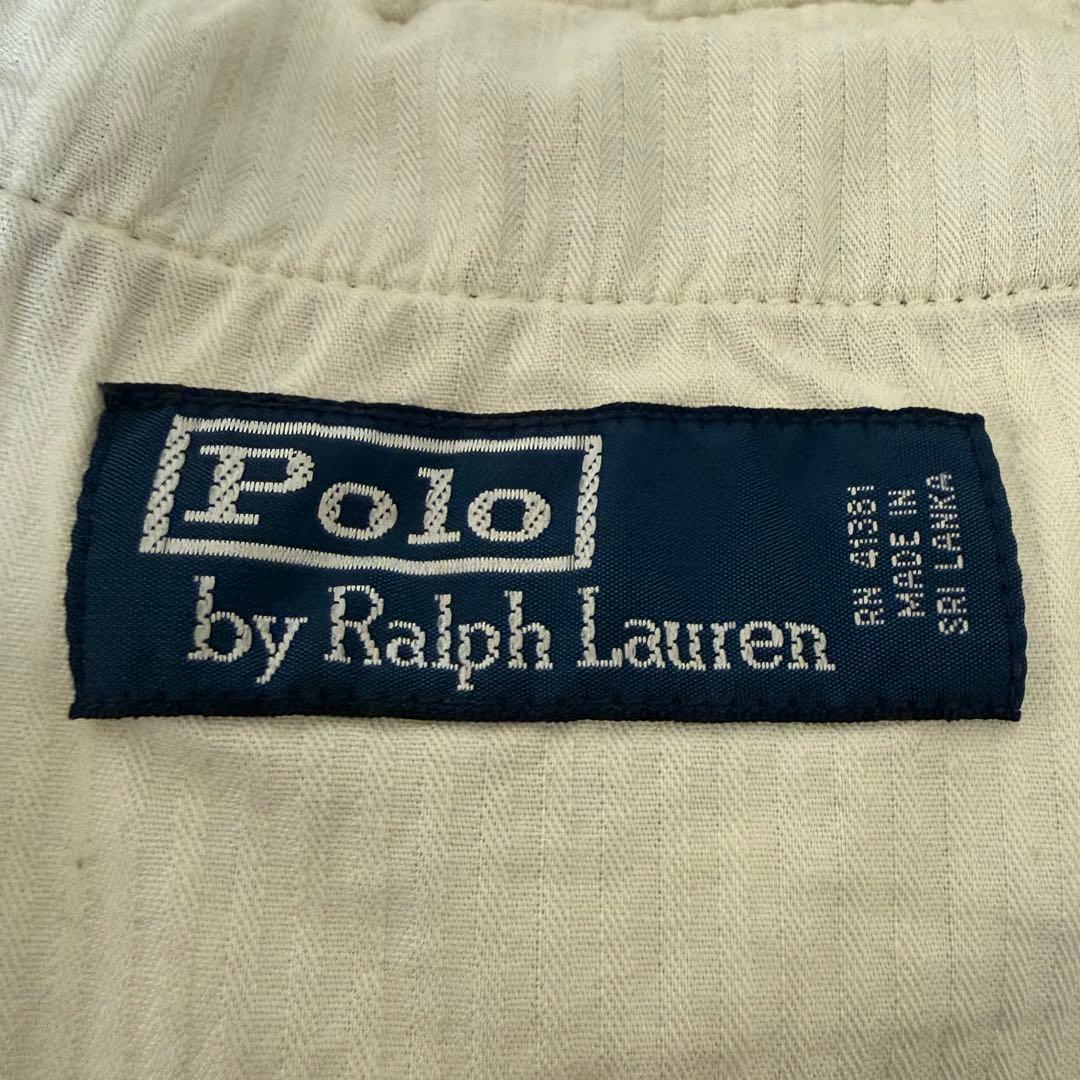 Polo
by Ralph Lauren
RN 41381
MADE IN
SRI LANKA